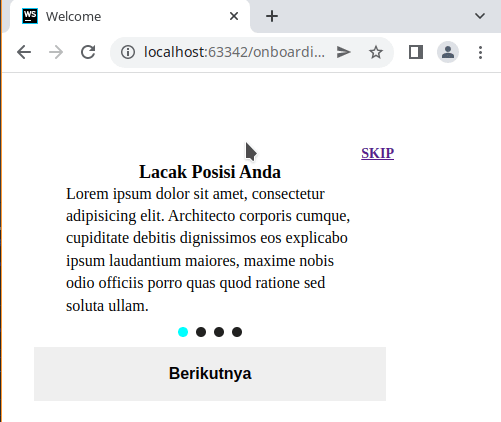 WS
Welcome
localhost:63342/onboardi...
SKIP
Lacak Posisi Anda
Lorem ipsum dolor sit amet, consectetur
adipisicing elit. Architecto corporis cumque,
cupiditate debitis dignissimos eos explicabo
ipsum laudantium maiores, maxime nobis
odio officiis porro quas quod ratione sed
soluta ullam.
Berikutnya